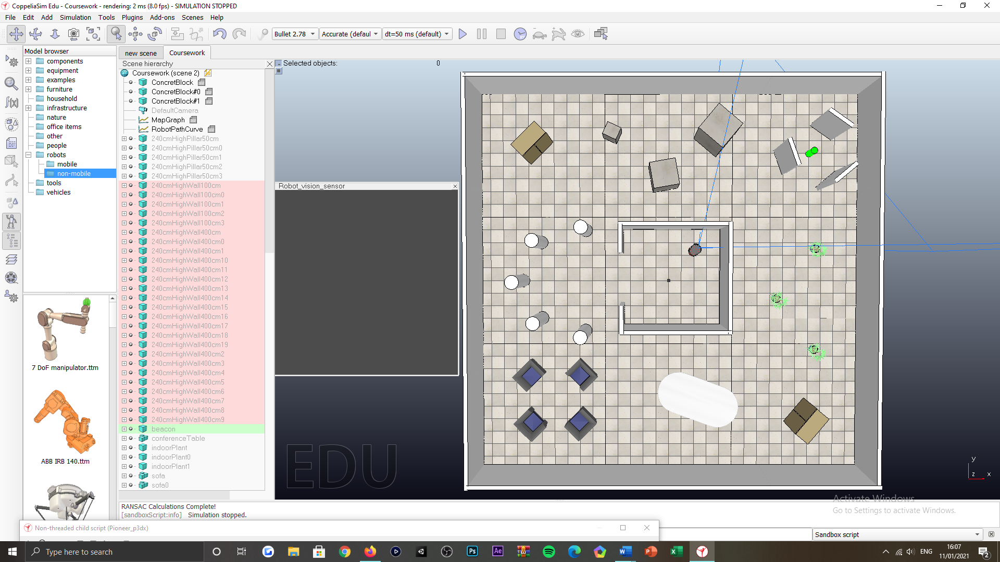 CoppeliaSim Edu - Coursework - rendering: 2 ms (8.0 fps) - SIMULATION STOPPED
File Edit Add Simulation Tools Plugins Add-ons Scenes Help
Bullet 2.78 Accurate (defaul dt=50 ms (default)
Model browser
components
equipment
examples
furniture
household
infrastructure
nature
office items
other
people
robots
mobile
non-mobile
tools
vehicles
7 DoF manipulator.ttm
ABB IRB 140.ttm
new scene Coursework
Scene hierarchy
Coursework (scene 2)
ConcretBlock
ConcretBlock#0
ConcretBlock#1
DefaultCamera
MapGraph
RobotPathCurve
240cmHighPillar50cm
240cmHighPillar50cm0
240cmHighPillar50cm1
240cmHighPillar50cm2
240cmHighPillar50cm3
240cmHighWall100cm
240cmHighWall100cm0
240cmHighWall100cm1
240cmHighWall100cm2
240cmHighWall100cm3
240cmHighWall400cm
240cmHighWall400cm0
240cmHighWall400cm1
240cmHighWall400cm10
240cmHighWall400cm11
240cmHighWall400cm12
240cmHighWall400cm13
240cmHighWall400cm14
240cmHighWall400cm15
240cmHighWall400cm16
240cmHighWall400cm17
240cmHighWall400cm18
240cmHighWall400cm19
240cmHighWall400cm2
240cmHighWall400cm3
240cmHighWall400cm4
240cmHighWall400cm5
240cmHighWall400cm6
240cmHighWall400cm7
240cmHighWall400cm8
240cmHighWall400cm9
beacon
conferenceTable
indoorPlant
indoorPlant0
indoorPlant1
sofa
sofa0
Selected objects: 0
Robot_vision_sensor
EDU
y
z x
Activate Windows
Go to Settings to activate Windows.
RANSAC Calculations Complete!
[sandboxScript:info] Simulation stopped.
Non-threaded child script (Pioneer_p3dx)
Sandbox script
Type here to search
Ps
Ae
ENG
16:07
11/01/2021
2